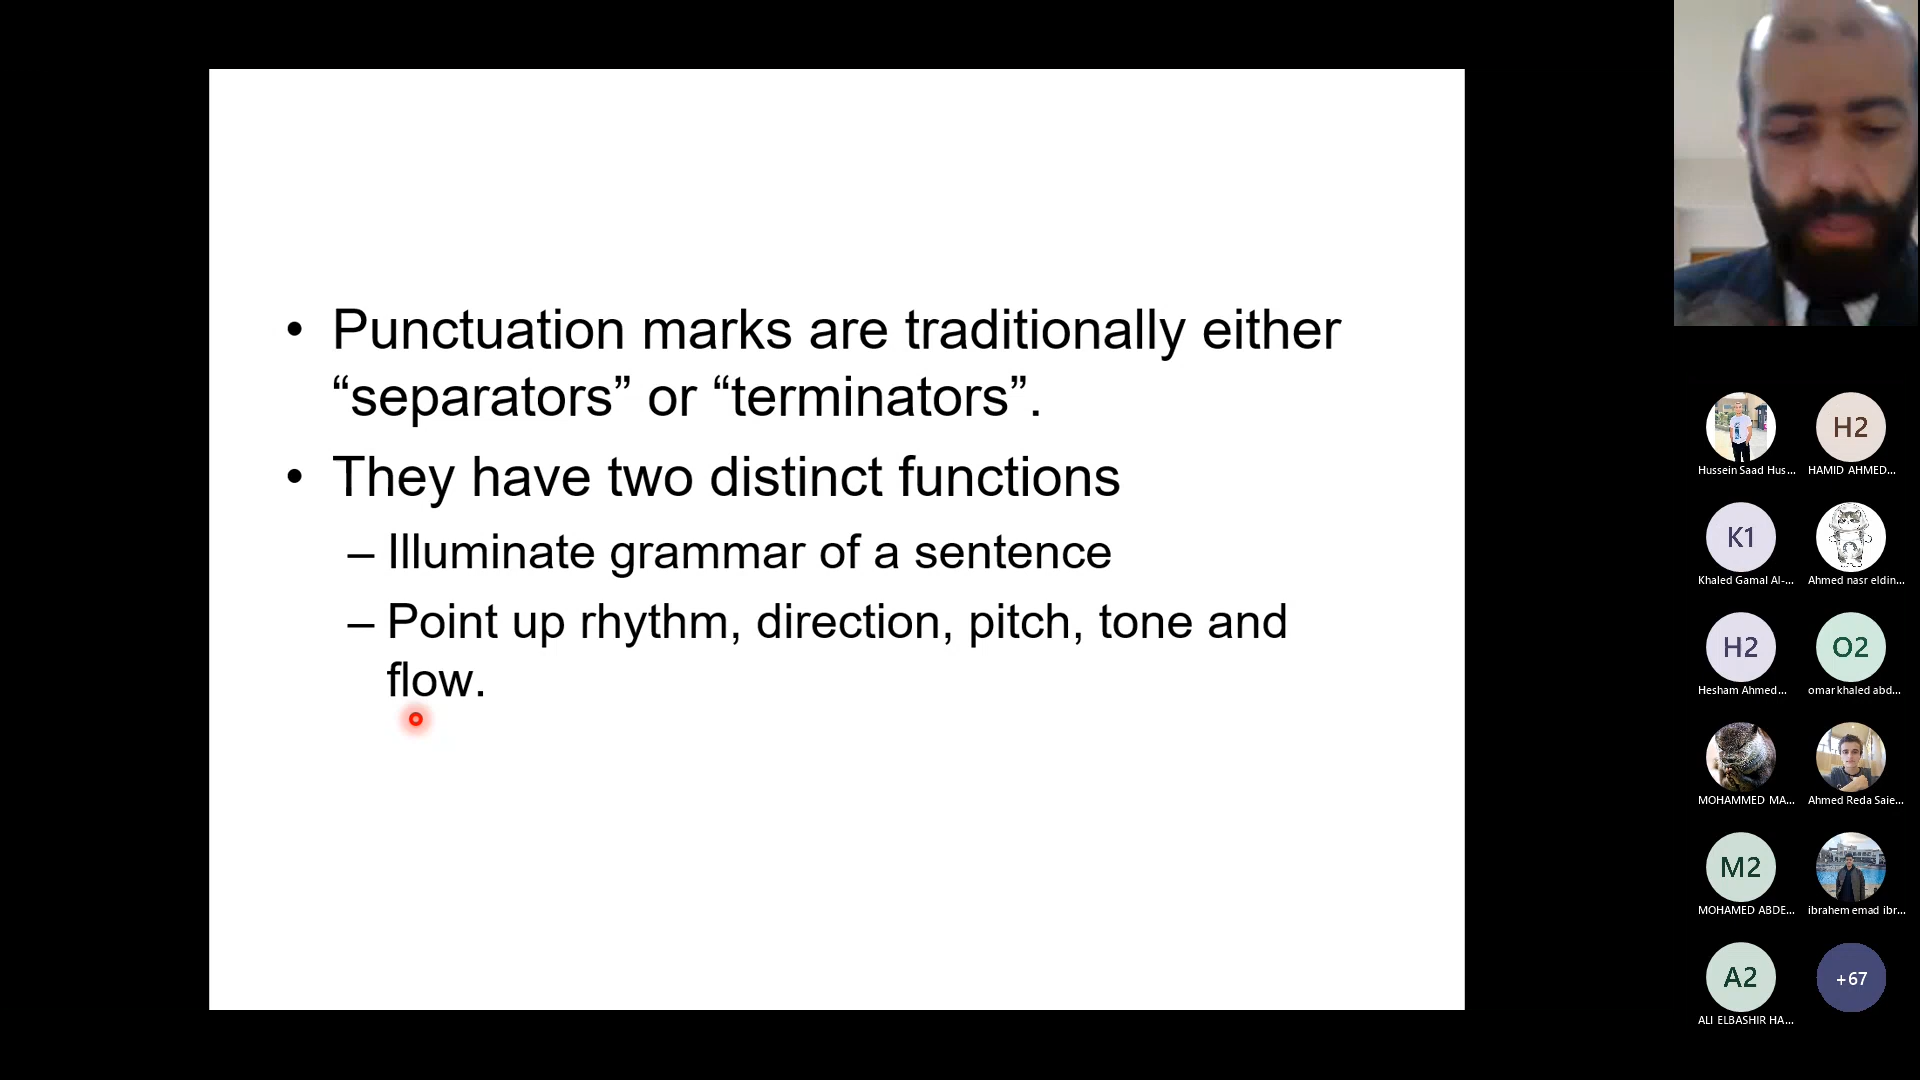 • Punctuation marks are traditionally either
“separators” or “terminators”.
• They have two distinct functions
– Illuminate grammar of a sentence
– Point up rhythm, direction, pitch, tone and
flow.
Hussein Saad Hus...
H2
HAMID AHMED...
K1
Khaled Gamal Al-...
Ahmed nasr eldin...
H2
Hesham Ahmed...
O2
omar khaled abd...
MOHAMMED MA...
Ahmed Reda Saie...
M2
MOHAMED ABDE...
ibrahem emad ibr...
A2
ALI ELBASHIR HA...
+67